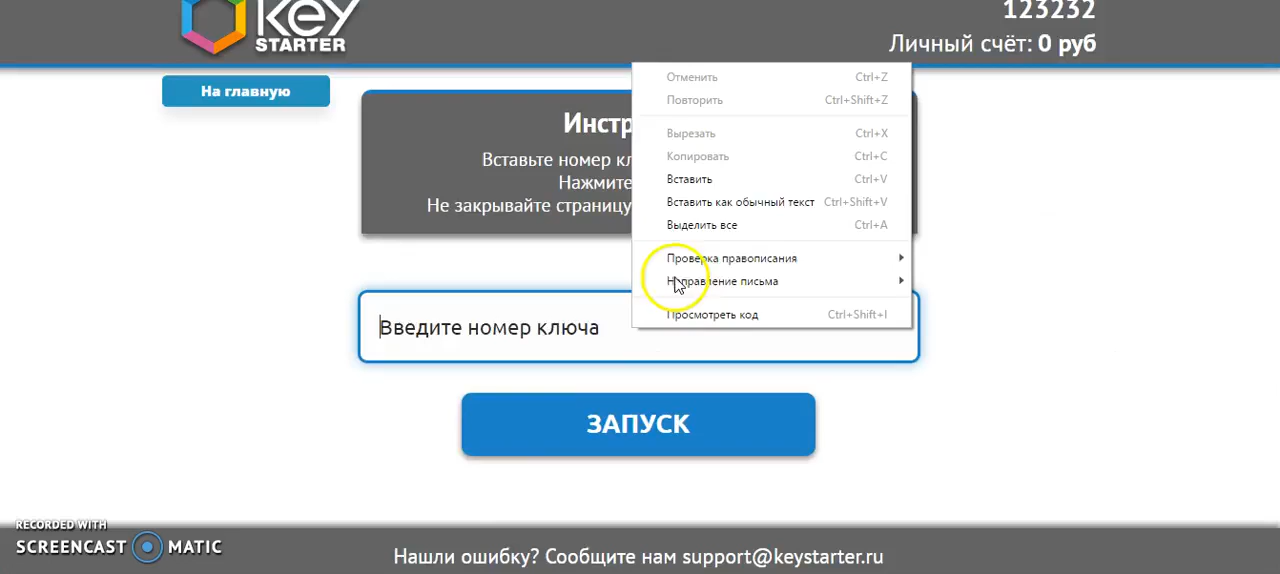 key
STARTER
123232
Личный счёт: 0 руб
На главную
Инстр
Вставьте номер кл
Нажмите
Не закрывайте страницу
Отменить Ctrl+Z
Повторить Ctrl+Shift+Z
Вырезать Ctrl+X
Копировать Ctrl+C
Вставить Ctrl+V
Вставить как обычный текст Ctrl+Shift+V
Выделить все Ctrl+A
Проверка правописания
Направление письма
Просмотреть код Ctrl+Shift+I
Введите номер ключа
ЗАПУСК
RECORDED WITH
SCREENCAST MATIC
Нашли ошибку? Сообщите нам support@keystarter.ru